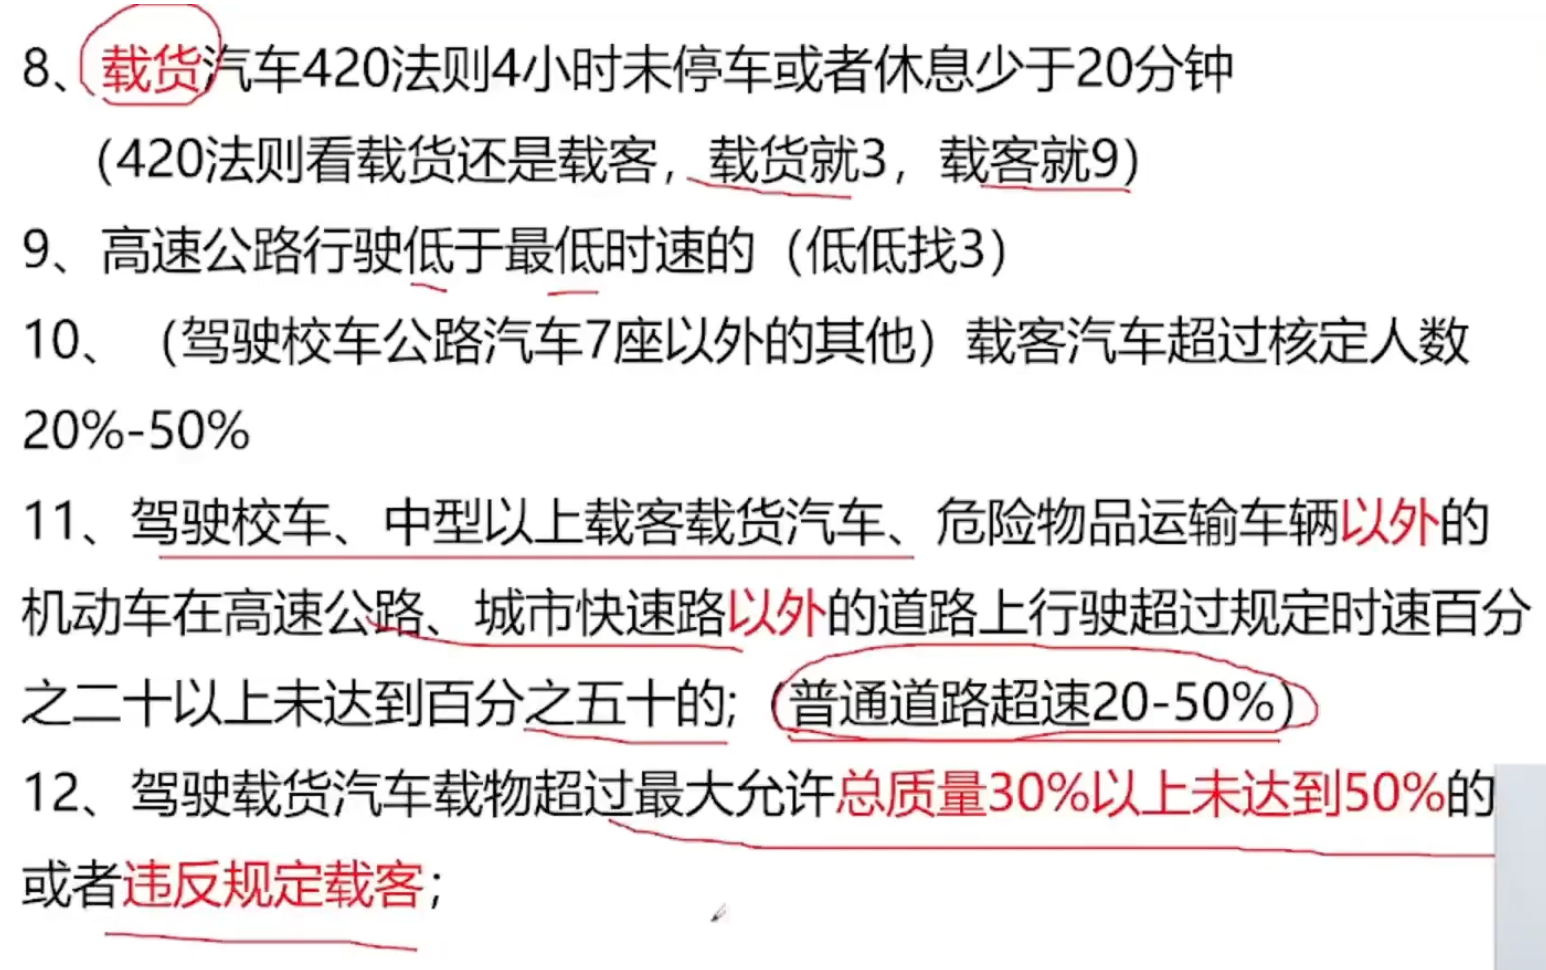 8、载货汽车420法则4小时未停车或者休息少于20分钟
（420法则看载货还是载客，载货就3，载客就9）
9、高速公路行驶低于最低时速的（低低找3）
10、（驾驶校车公路汽车7座以外的其他）载客汽车超过核定人数
20%-50%
11、驾驶校车、中型以上载客载货汽车、危险物品运输车辆以外的
机动车在高速公路、城市快速路以外的道路上行驶超过规定时速百分
之二十以上未达到百分之五十的;（普通道路超速20-50%）
12、驾驶载货汽车载物超过最大允许总质量30%以上未达到50%的
或者违反规定载客；